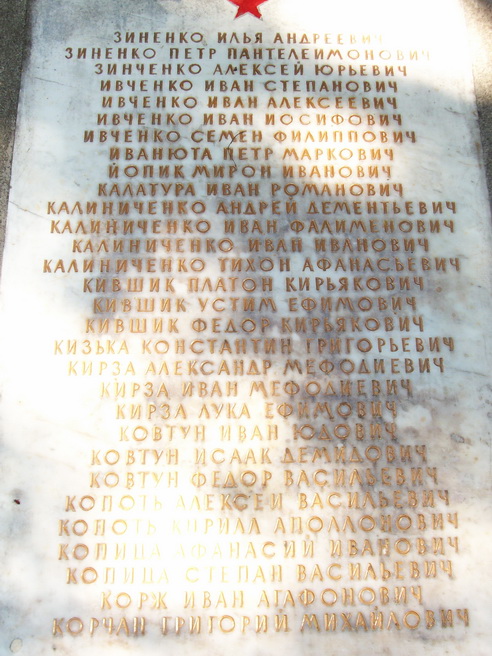 ЗИНЕНКО ИЛЬЯ АНДРЕЕВИЧ
ЗИНЕНКО ПЕТР ПАНТЕЛЕИМОНОВИЧ
ЗИНЧЕНКО АЛЕКСЕЙ ЮРЬЕВИЧ
ИВЧЕНКО ИВАН СТЕПАНОВИЧ
ИВЧЕНКО ИВАН АЛЕКСЕЕВИЧ
ИВЧЕНКО ИВАН ИОСИФОВИЧ
ИВЧЕНКО СЕМЕН ФИЛИППОВИЧ
ИВАНЮТА ПЕТР МАРКОВИЧ
ЙОПИК МИРОН ИВАНОВИЧ
КАЛАТУРА ИВАН РОМАНОВИЧ
КАЛИНИЧЕНКО АНДРЕЙ ДЕМЕНТЬЕВИЧ
КАЛИНИЧЕНКО ИВАН ФАЛИМЕНОВИЧ
КАЛИНИЧЕНКО ИВАН ИВАНОВИЧ
КАЛИНИЧЕНКО ТИХОН АФАНАСЬЕВИЧ
КИВШИК ПЛАТОН КИРЬЯКОВИЧ
КИВШИК УСТИМ ЕФИМОВИЧ
КИВШИК ФЕДОР КИРЬЯКОВИЧ
КИЗЬКА КОНСТАНТИН ГРИГОРЬЕВИЧ
КИРЗА АЛЕКСАНДР МЕФОДИЕВИЧ
КИРЗА ИВАН МЕФОДИЕВИЧ
КИРЗА ЛУКА ЕФИМОВИЧ
КОВТУН ИВАН ЮДОВИЧ
КОВТУН ИСААК ДЕМИДОВИЧ
КОВТУН ФЕДОР ВАСИЛЬЕВИЧ
КОПОТЬ АЛЕКСЕЙ ВАСИЛЬЕВИЧ
КОПОТЬ КИРИЛЛ АПОЛЛОНОВИЧ
КОПИЦА АФАНАСИЙ ИВАНОВИЧ
КОПИЦА СТЕПАН ВАСИЛЬЕВИЧ
КОРЖ ИВАН АГАФОНОВИЧ
КОРЧАН ГРИГОРИЙ МИХАЙЛОВИЧ